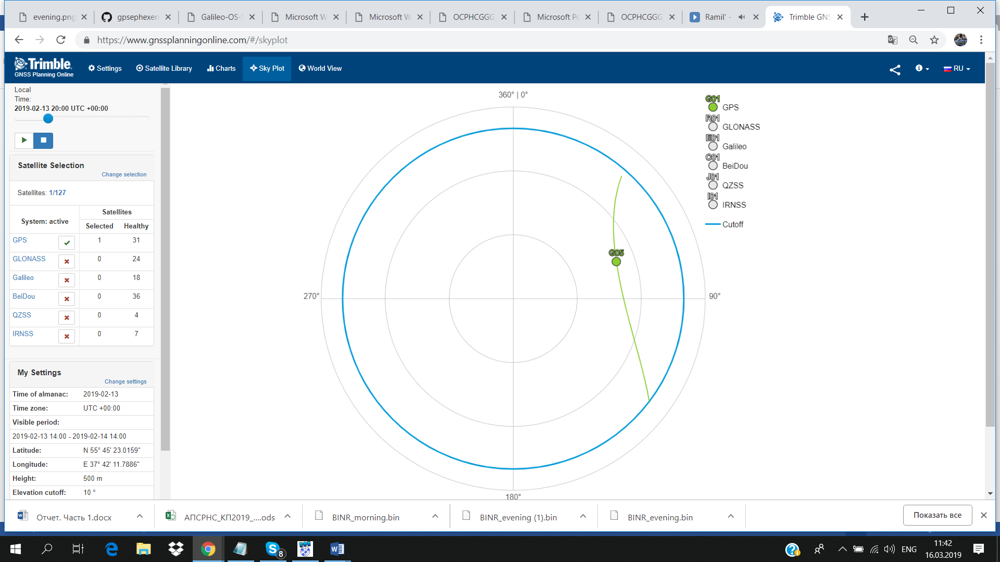 evening.png
gpsephexer
Galileo-OS-
Microsoft W
Microsoft W
OCPHCGGG
Microsoft Po
OCPHCGGG
Ramil' -
Trimble GNS
https://www.gnssplanningonline.com/#/skyplot
Trimble.
GNSS Planning Online
Settings
Satellite Library
Charts
Sky Plot
World View
RU
Local
Time:
2019-02-13 20:00 UTC +00:00
Satellite Selection
Change selection
Satellites: 1/127
System: active
Satellites
Selected Healthy
GPS 1 31
GLONASS 0 24
Galileo 0 18
BeiDou 0 36
QZSS 0 4
IRNSS 0 7
My Settings
Change settings
Time of almanac: 2019-02-13
Time zone: UTC +00:00
Visible period:
2019-02-13 14:00 - 2019-02-14 14:00
Latitude: N 55° 45' 23.0159"
Longitude: E 37° 42' 11.7886"
Height: 500 m
Elevation cutoff: 10 °
360° | 0°
270°
90°
180°
G05
G01
GPS
R01
GLONASS
E01
Galileo
C01
BeiDou
J01
QZSS
I01
IRNSS
Cutoff
Отчет. Часть 1.docx
АПСРНС_КП2019_....ods
BINR_morning.bin
BINR_evening (1).bin
BINR_evening.bin
Показать все
8
ENG
11:42
16.03.2019